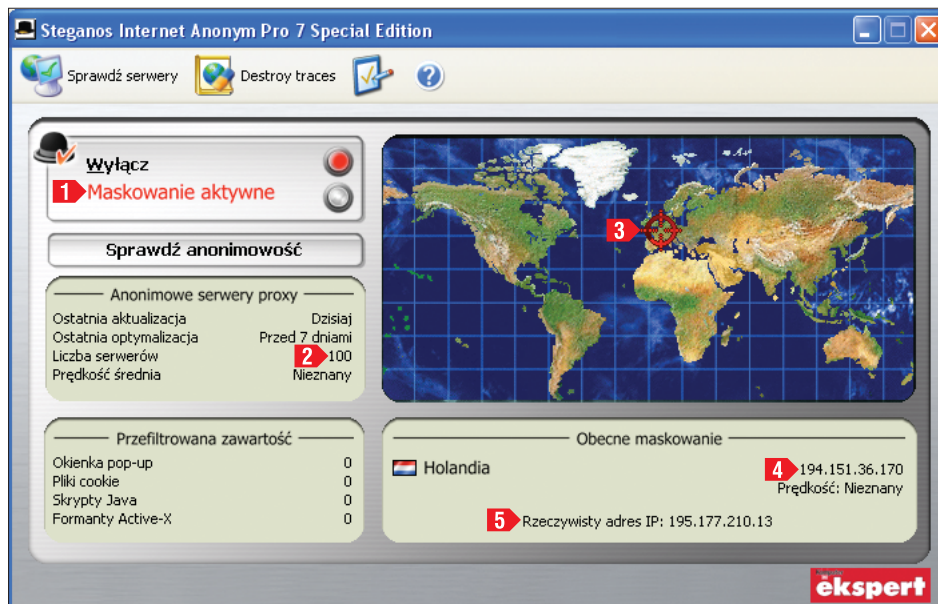 Steganos Internet Anonym Pro 7 Special Edition
Sprawdź serwery
Destroy traces
?
Wyłącz
1 Maskowanie aktywne
Sprawdź anonimowość
Anonimowe serwery proxy
Ostatnia aktualizacja Dzisiaj
Ostatnia optymalizacja Przed 7 dniami
Liczba serwerów 2 100
Prędkość średnia Nieznany
3
Przefiltrowana zawartość
Okienka pop-up 0
Pliki cookie 0
Skrypty Java 0
Formanty Active-X 0
Obecne maskowanie
Holandia 4 194.151.36.170
Prędkość: Nieznany
5 Rzeczywisty adres IP: 195.177.210.13
ekspert